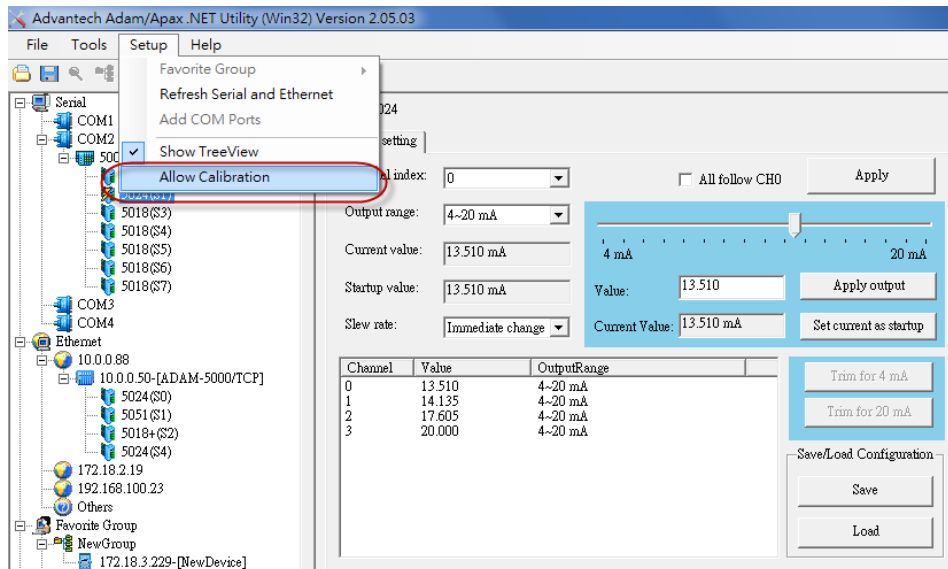 Advantech Adam/Apax .NET Utility (Win32) Version 2.05.03
File Tools Setup Help
Favorite Group
Refresh Serial and Ethernet
Add COM Ports
Show TreeView
Allow Calibration
Serial
COM1
COM2
500
5024(S1)
5018(S3)
5018(S4)
5018(S5)
5018(S6)
5018(S7)
COM3
COM4
Ethernet
10.0.0.88
10.0.0.50-[ADAM-5000/TCP]
5024(S0)
5051(S1)
5018+(S2)
5024(S4)
172.18.2.19
192.168.100.23
Others
Favorite Group
NewGroup
172.18.3.229-[NewDevice]
024
setting
index: 0
All follow CH0
Apply
Output range: 4~20 mA
4 mA 20 mA
Current value: 13.510 mA
Startup value: 13.510 mA
Value: 13.510
Apply output
Slew rate: Immediate change
Current Value: 13.510 mA
Set current as startup
Channel Value OutputRange
0 13.510 4~20 mA
1 14.135 4~20 mA
2 17.605 4~20 mA
3 20.000 4~20 mA
Trim for 4 mA
Trim for 20 mA
Save/Load Configuration
Save
Load